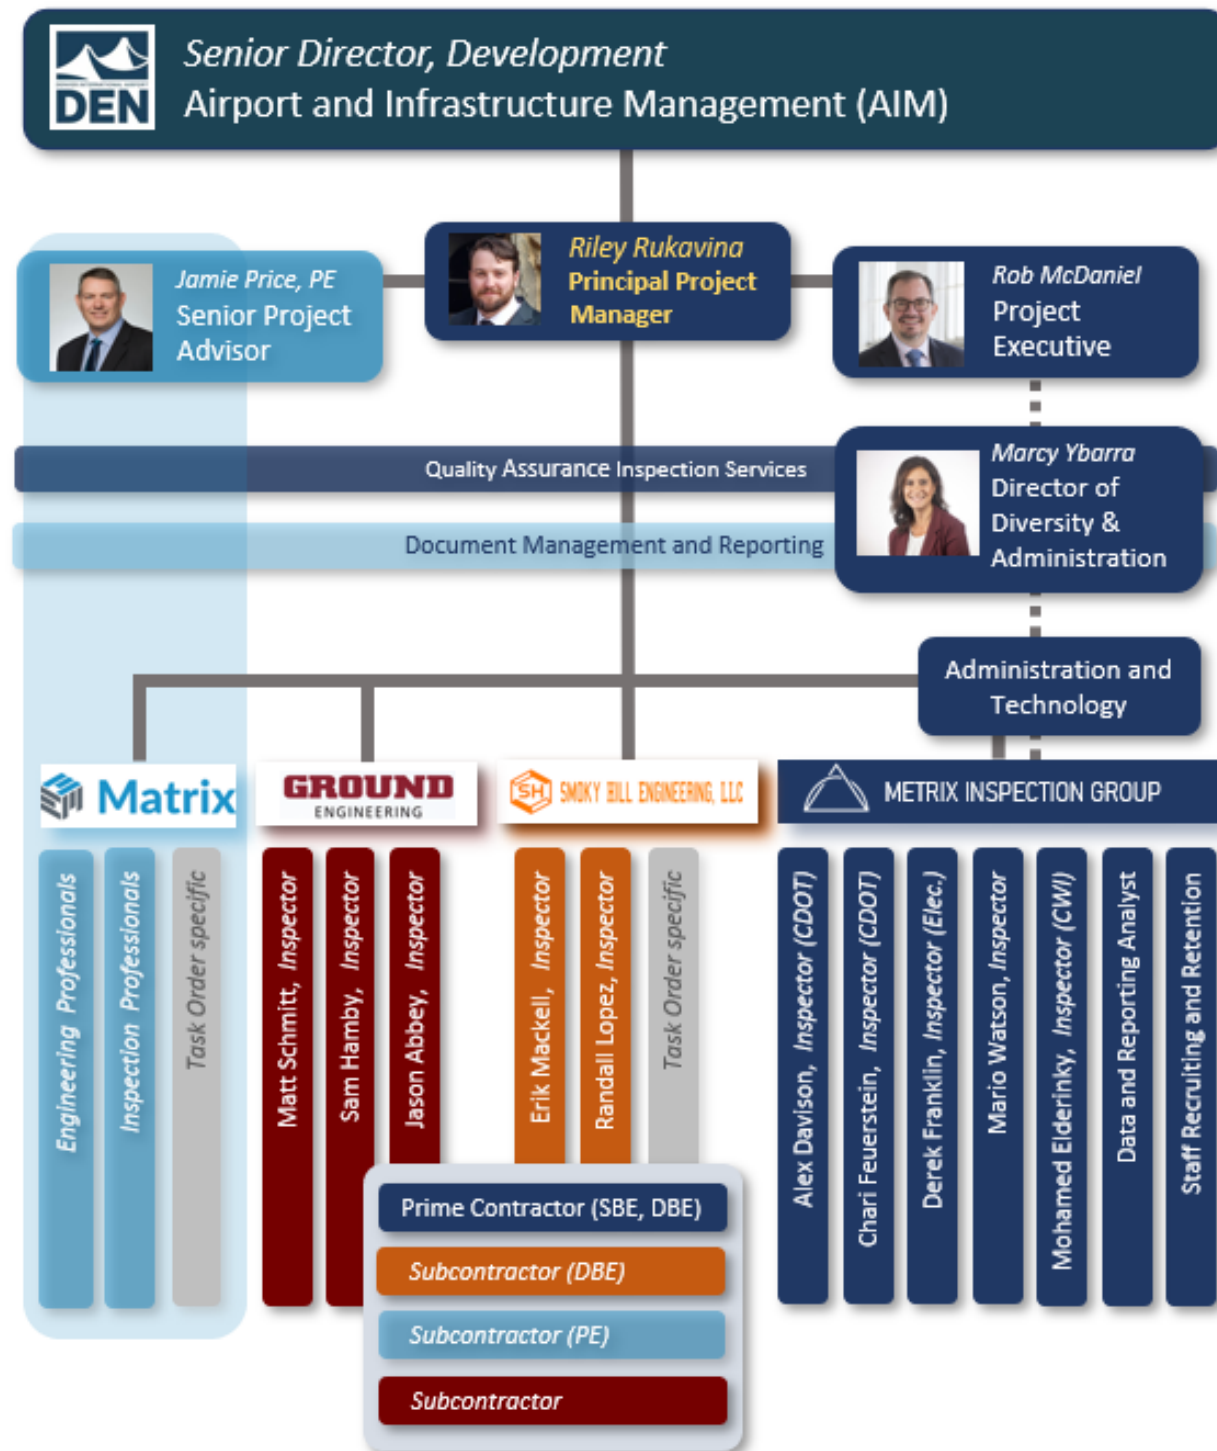 DENVER INTERNATIONAL AIRPORT
DEN
Senior Director, Development
Airport and Infrastructure Management (AIM)
Jamie Price, PE
Senior Project
Advisor
Riley Rukavina
Principal Project
Manager
Rob McDaniel
Project
Executive
Quality Assurance Inspection Services
Marcy Ybarra
Director of
Diversity &
Administration
Document Management and Reporting
Administration and
Technology
Matrix
GROUND
ENGINEERING
SH
SMOKY HILL ENGINEERING, LLC
METRIX INSPECTION GROUP
Engineering Professionals
Inspection Professionals
Task Order specific
Matt Schmitt, Inspector
Sam Hamby, Inspector
Jason Abbey, Inspector
Erik Mackell, Inspector
Randall Lopez, Inspector
Task Order specific
Alex Davison, Inspector (CDOT)
Chari Feuerstein, Inspector (CDOT)
Derek Franklin, Inspector (Elec.)
Mario Watson, Inspector
Mohamed Elderinky, Inspector (CWI)
Data and Reporting Analyst
Staff Recruiting and Retention
Prime Contractor (SBE, DBE)
Subcontractor (DBE)
Subcontractor (PE)
Subcontractor